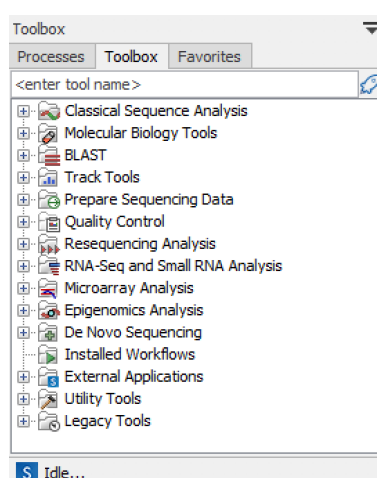 Toolbox
Processes Toolbox Favorites
<enter tool name>
Classical Sequence Analysis
Molecular Biology Tools
BLAST
Track Tools
Prepare Sequencing Data
Quality Control
Resequencing Analysis
RNA-Seq and Small RNA Analysis
Microarray Analysis
Epigenomics Analysis
De Novo Sequencing
Installed Workflows
External Applications
Utility Tools
Legacy Tools
S Idle...